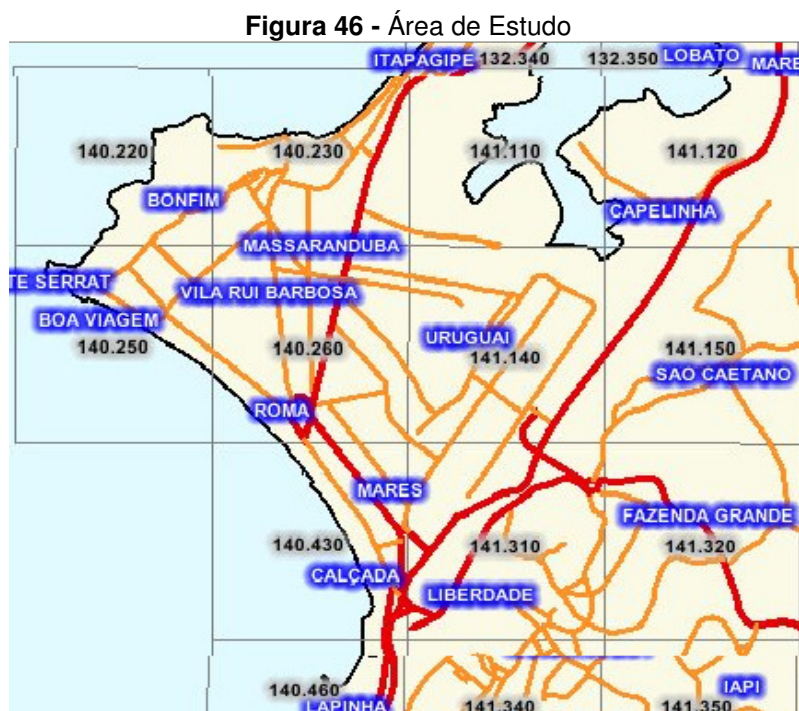 Figura 46 - Área de Estudo
ITAPAGIPE 132.340 132.350 LOBATO MARE
140.220 140.230 141.110 141.120
BONFIM
CAPELINHA
MASSARANDUBA
TE SERRAT
VILA RUI BARBOSA
BOA VIAGEM
URUGUAI
140.250 140.260 141.140 141.150
SAO CAETANO
ROMA
MARES
FAZENDA GRANDE
140.430 141.310 141.320
CALÇADA
LIBERDADE
IAPI
140.460
LAPINHA 141.340 141.350